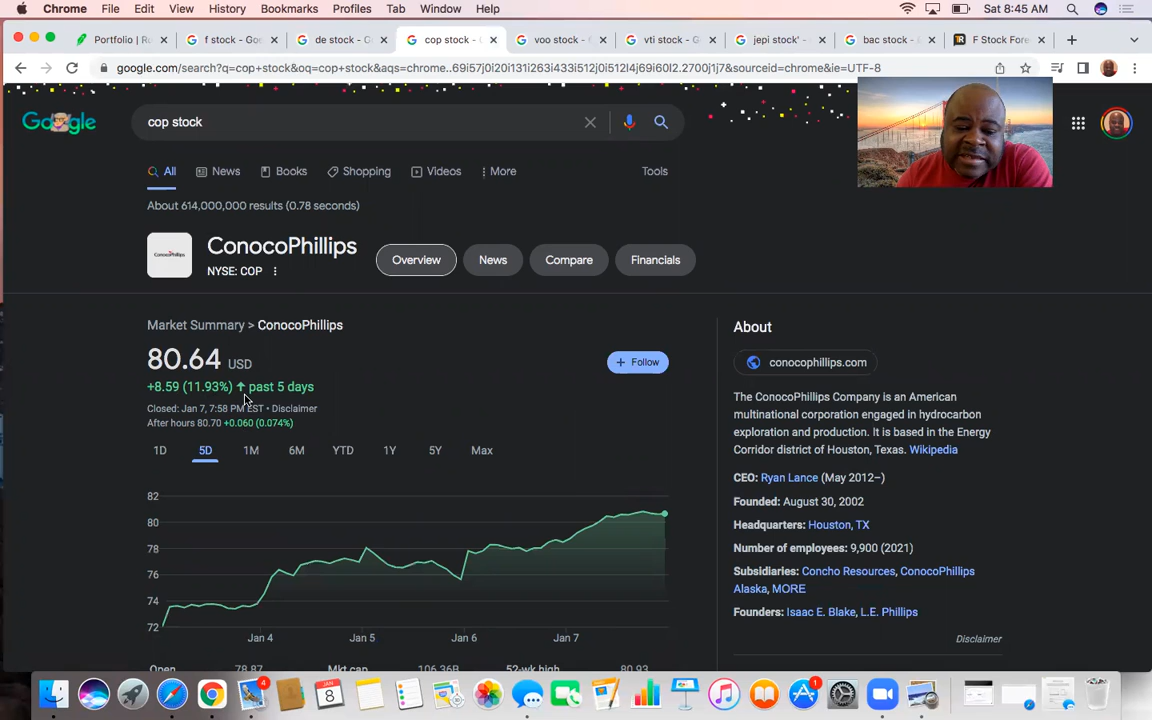 Chrome File Edit View History Bookmarks Profiles Tab Window Help Sat 8:45 AM
Portfolio | R f stock - Goo de stock - G cop stock - voo stock - G vti stock - G jepi stock' - bac stock - F Stock Fore
google.com/search?q=cop+stock&oq=cop+stock&aqs=chrome..69i57j0i20i131i263i433i512j0i512l4j69i60l2.2700j1j7&sourceid=chrome&ie=UTF-8
Google cop stock
All News Books Shopping Videos More Tools
About 614,000,000 results (0.78 seconds)
ConocoPhillips
ConocoPhillips
NYSE: COP
Overview News Compare Financials
Market Summary > ConocoPhillips
80.64 USD
+ Follow
+8.59 (11.93%) ↑ past 5 days
Closed: Jan 7, 7:58 PM EST • Disclaimer
After hours 80.70 +0.060 (0.074%)
1D 5D 1M 6M YTD 1Y 5Y Max
82
80
78
76
74
72
Jan 4 Jan 5 Jan 6 Jan 7
Open 78.87 Mkt cap 106.36B 52-wk high 80.93
About
conocophillips.com
The ConocoPhillips Company is an American
multinational corporation engaged in hydrocarbon
exploration and production. It is based in the Energy
Corridor district of Houston, Texas. Wikipedia
CEO: Ryan Lance (May 2012–)
Founded: August 30, 2002
Headquarters: Houston, TX
Number of employees: 9,900 (2021)
Subsidiaries: Concho Resources, ConocoPhillips
Alaska, MORE
Founders: Isaac E. Blake, L.E. Phillips
Disclaimer
4
JAN
8
1